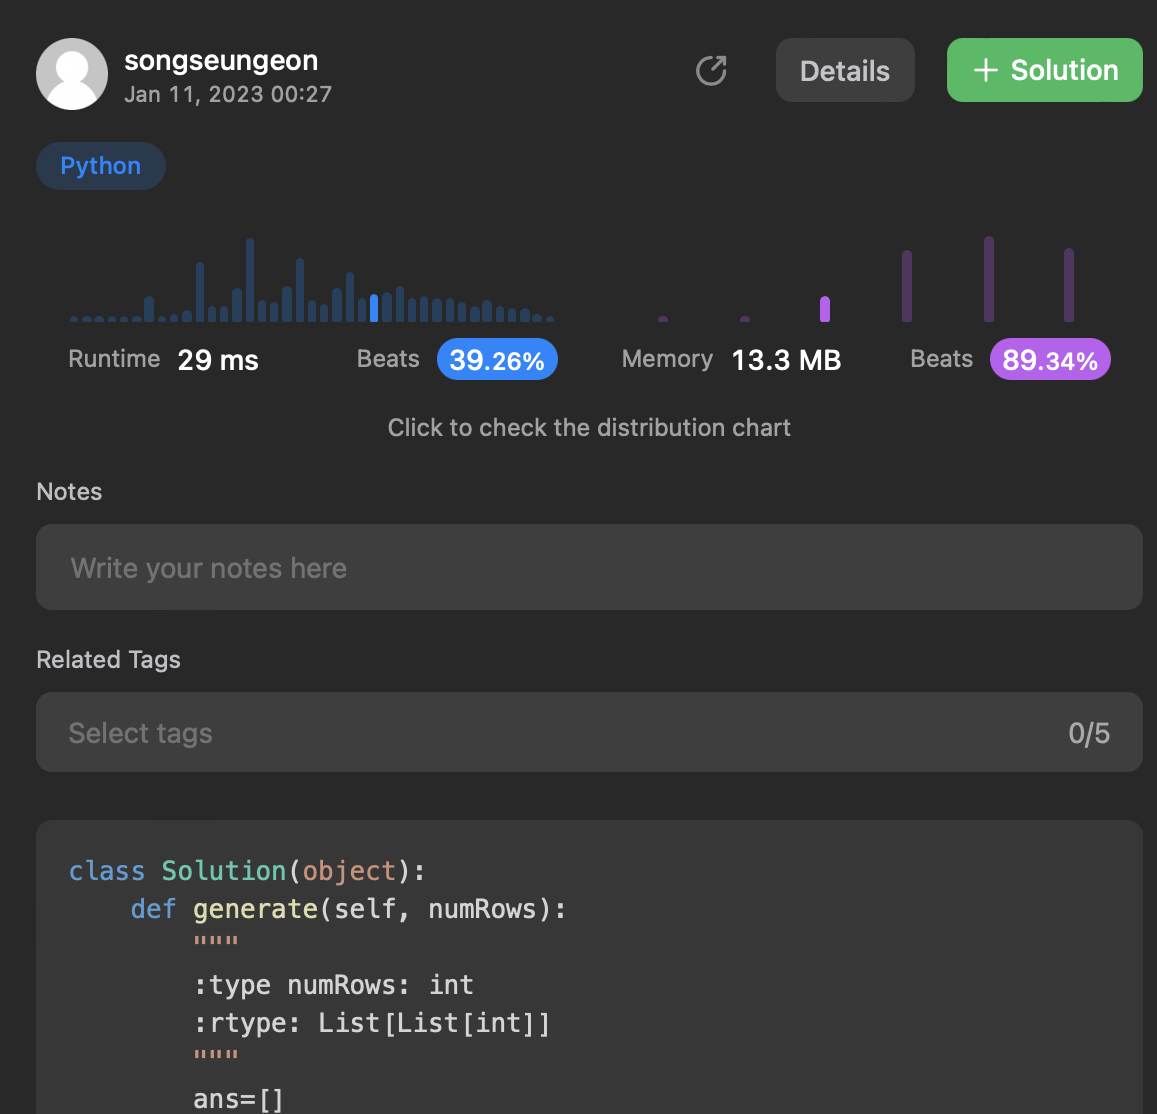 songseungeon
Jan 11, 2023 00:27
Details
+ Solution
Python
Runtime 29 ms Beats 39.26% Memory 13.3 MB Beats 89.34%
Click to check the distribution chart
Notes
Write your notes here
Related Tags
Select tags 0/5
class Solution(object):
    def generate(self, numRows):
        """
        :type numRows: int
        :rtype: List[List[int]]
        """
        ans=[]